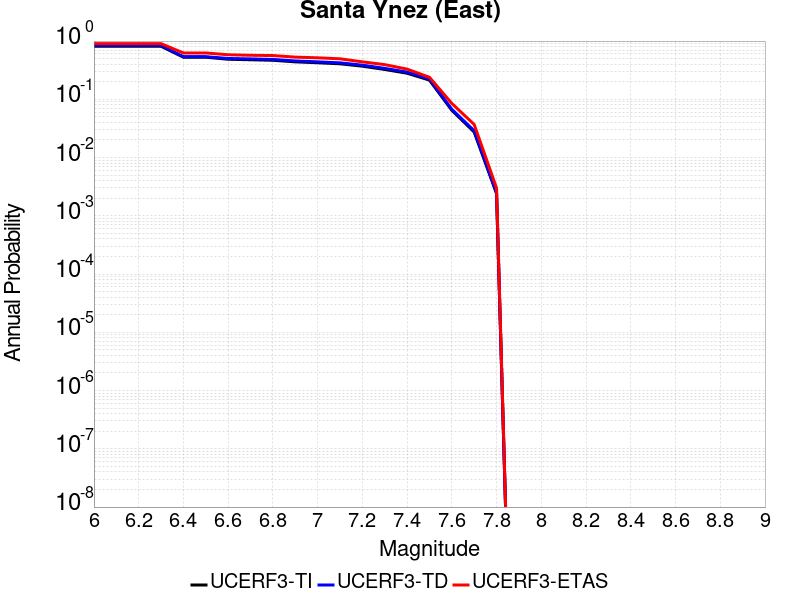 Santa Ynez (East)
10^0
10^-1
10^-2
10^-3
10^-4
10^-5
10^-6
10^-7
10^-8
Annual Probability
6 6.2 6.4 6.6 6.8 7 7.2 7.4 7.6 7.8 8 8.2 8.4 8.6 8.8 9
Magnitude
UCERF3-TI UCERF3-TD UCERF3-ETAS